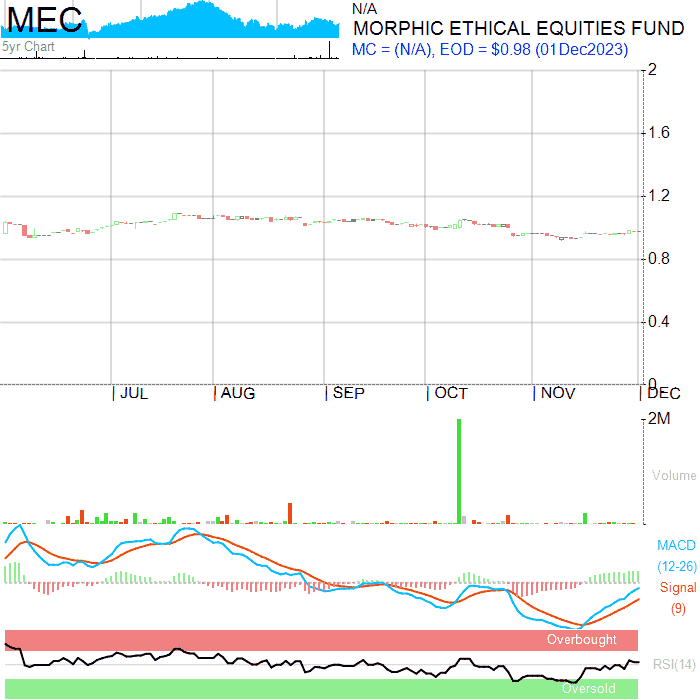 MEC
N/A
MORPHIC ETHICAL EQUITIES FUND
5yr Chart
MC = (N/A), EOD = $0.98 (01Dec2023)
2
1.6
1.2
0.8
0.4
0
JUL AUG SEP OCT NOV DEC
2M
Volume
MACD
(12-26)
Signal
(9)
Overbought
RSI(14)
Oversold